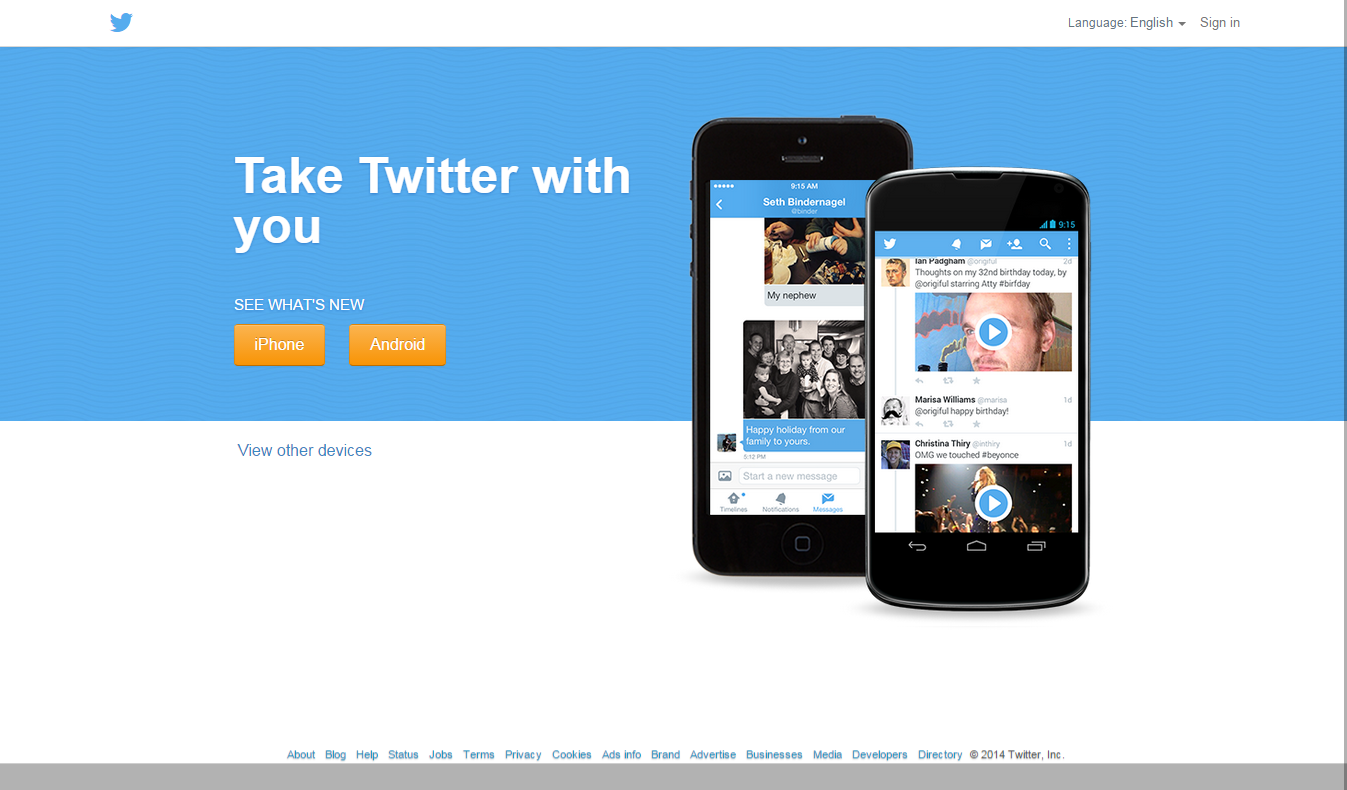 Language: English
Sign in
Take Twitter with
you
SEE WHAT'S NEW
iPhone
Android
View other devices
9:15 AM
Seth Bindernagel
@binder
My nephew
Happy holiday from our
family to yours.
5:12 PM
Start a new message
Timelines
Notifications
Messages
9:15
Ian Padgham @origiful 2d
Thoughts on my 32nd birthday today, by
@origiful starring Atty #birfday
Marisa Williams @marisa 1d
@origiful happy birthday!
Christina Thiry @inthiry 1d
OMG we touched #beyonce
About Blog Help Status Jobs Terms Privacy Cookies Ads info Brand Advertise Businesses Media Developers Directory © 2014 Twitter, Inc.